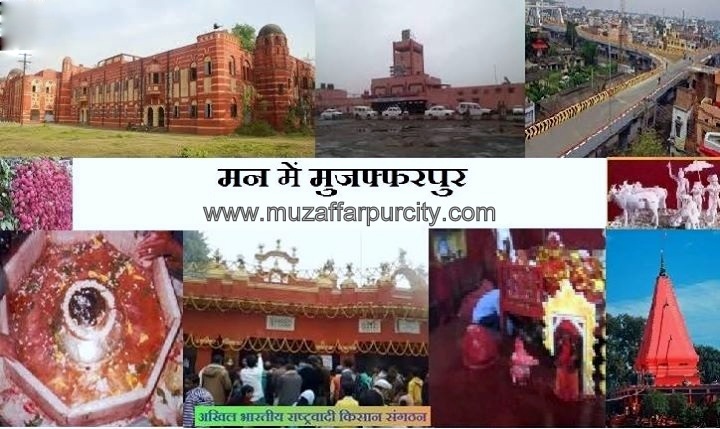 मन में मुजफ्फरपुर
www.muzaffarpurcity.com
अखिल भारतीय राष्ट्रवादी किसान संगठन